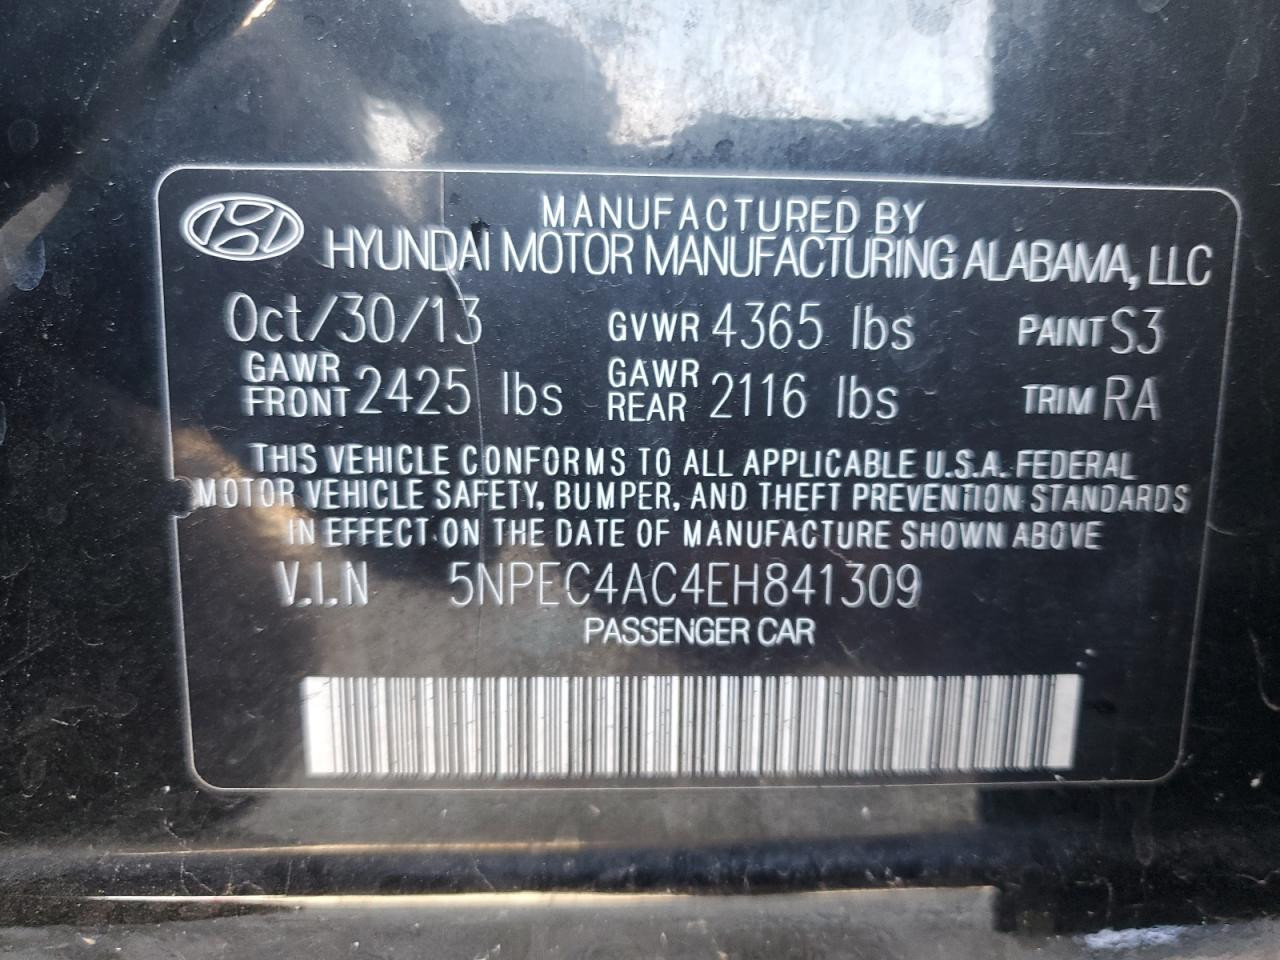 MANUFACTURED BY
HYUNDAI MOTOR MANUFACTURING ALABAMA, LLC
Oct/30/13 GVWR 4365 lbs PAINT S3
GAWR FRONT 2425 lbs GAWR REAR 2116 lbs TRIM RA
THIS VEHICLE CONFORMS TO ALL APPLICABLE U.S.A. FEDERAL
MOTOR VEHICLE SAFETY, BUMPER, AND THEFT PREVENTION STANDARDS
IN EFFECT ON THE DATE OF MANUFACTURE SHOWN ABOVE
V.I.N 5NPEC4AC4EH841309
PASSENGER CAR